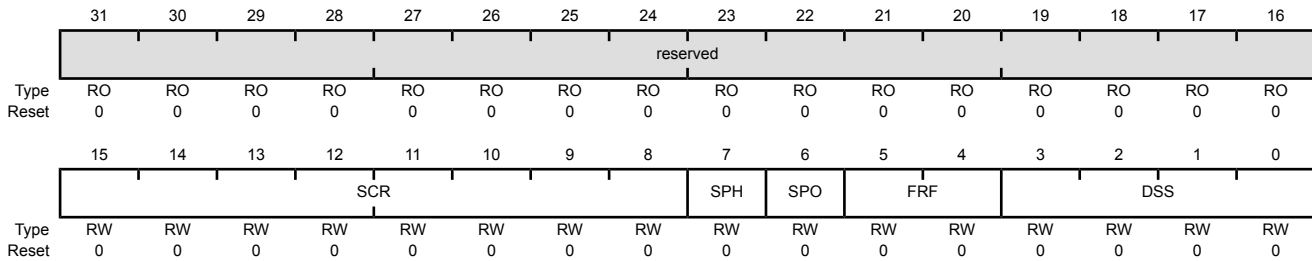 31 30 29 28 27 26 25 24 23 22 21 20 19 18 17 16
reserved
Type RO RO RO RO RO RO RO RO RO RO RO RO RO RO RO RO
Reset 0 0 0 0 0 0 0 0 0 0 0 0 0 0 0 0
15 14 13 12 11 10 9 8 7 6 5 4 3 2 1 0
SCR SPH SPO FRF DSS
Type RW RW RW RW RW RW RW RW RW RW RW RW RW RW RW RW
Reset 0 0 0 0 0 0 0 0 0 0 0 0 0 0 0 0